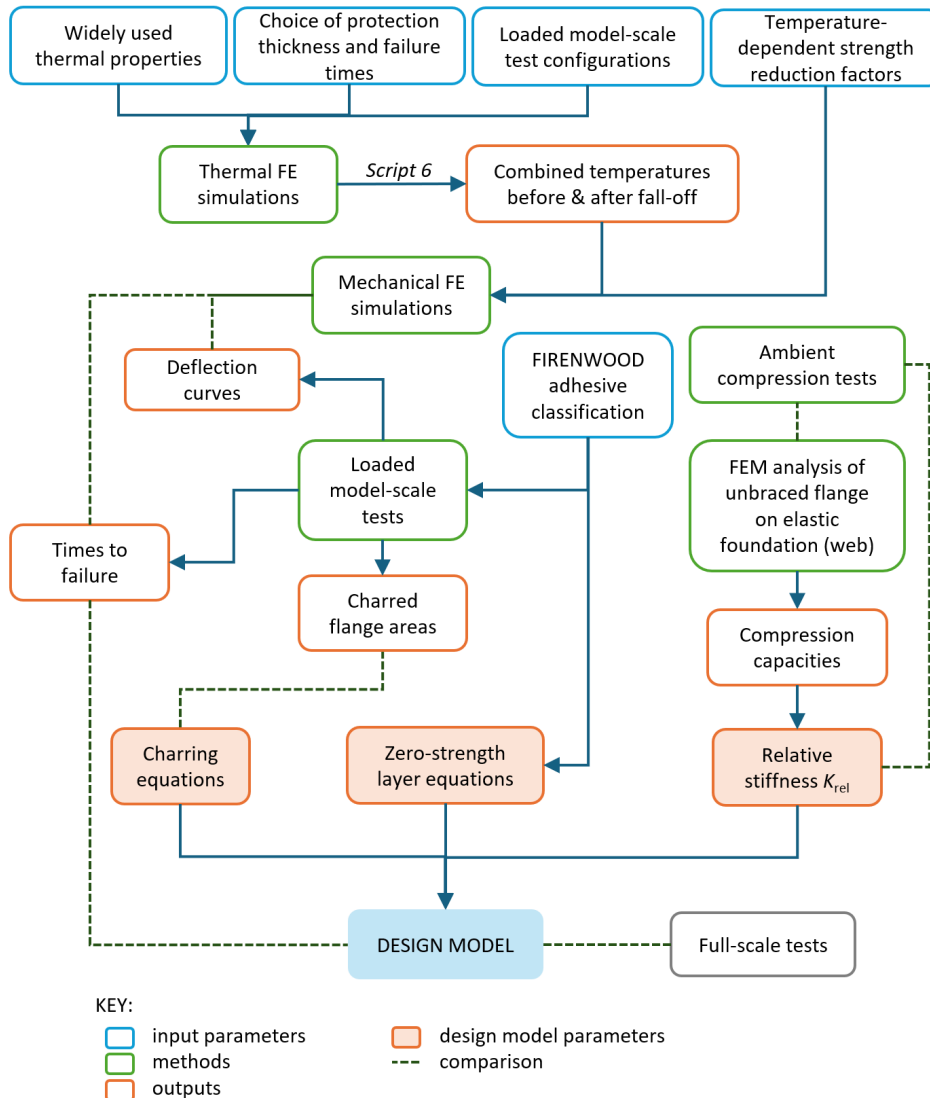 Widely used
thermal properties
Choice of protection
thickness and failure
times
Loaded model-scale
test configurations
Temperature-
dependent strength
reduction factors
Thermal FE
simulations
Script 6
Combined temperatures
before & after fall-off
Mechanical FE
simulations
Deflection
curves
FIRENWOOD
adhesive
classification
Ambient
compression tests
Loaded
model-scale
tests
FEM analysis of
unbraced flange
on elastic
foundation (web)
Times to
failure
Charred
flange areas
Compression
capacities
Charring
equations
Zero-strength
layer equations
Relative
stiffness Krel
DESIGN MODEL
Full-scale tests
KEY:
input parameters
methods
outputs
design model parameters
comparison